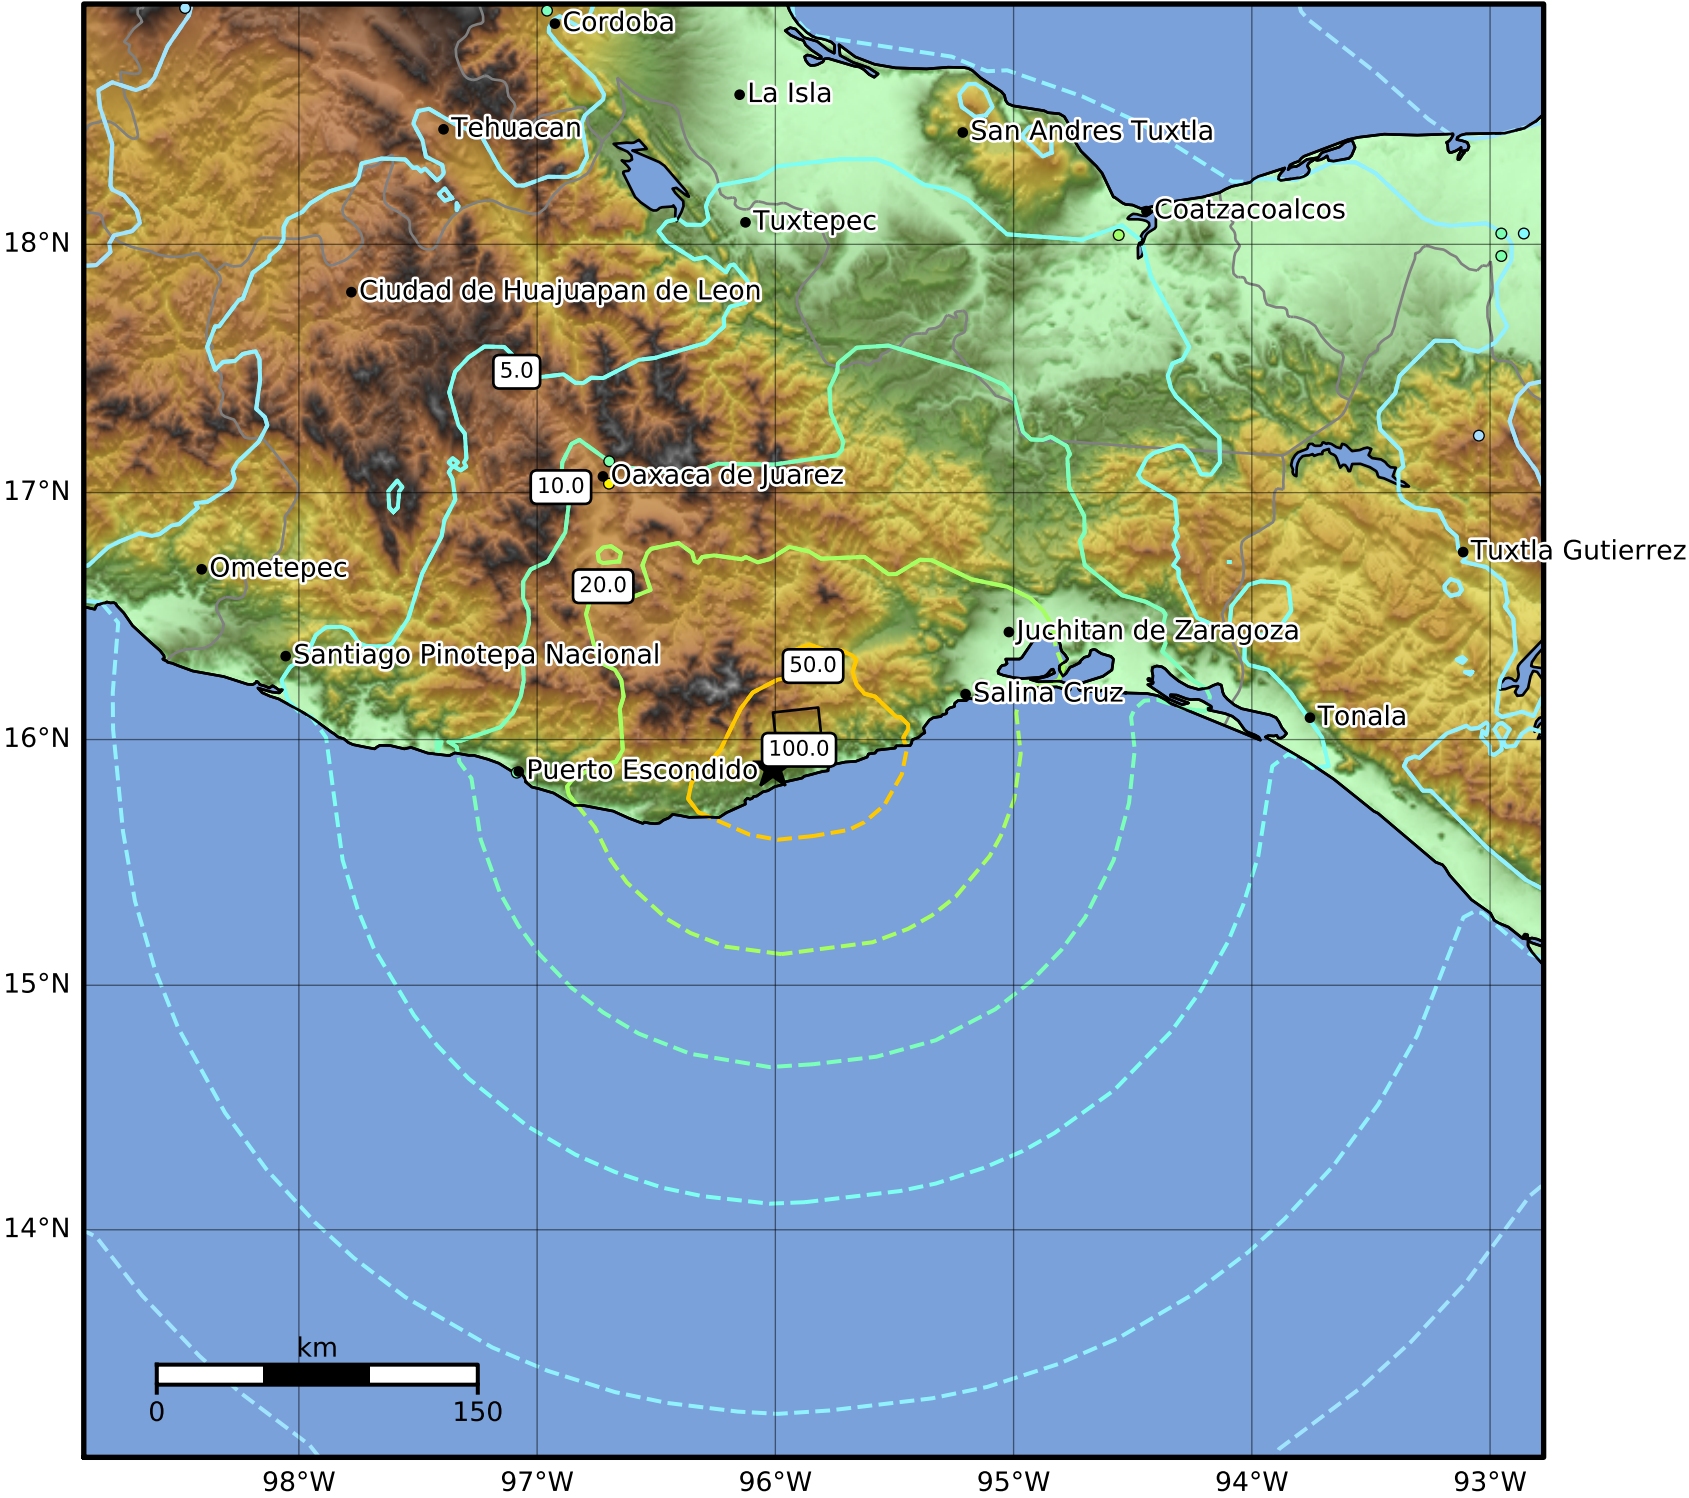 Cordoba
La Isla
Tehuacan
San Andres Tuxtla
Coatzacoalcos
Tuxtepec
18°N
Ciudad de Huajuapan de Leon
5.0
Oaxaca de Juarez
10.0
17°N
Tuxtla Gutierrez
Ometepec
20.0
Juchitan de Zaragoza
Santiago Pinotepa Nacional
50.0
Salina Cruz
Tonala
16°N
100.0
Puerto Escondido
15°N
14°N
km
0 150
98°W 97°W 96°W 95°W 94°W 93°W